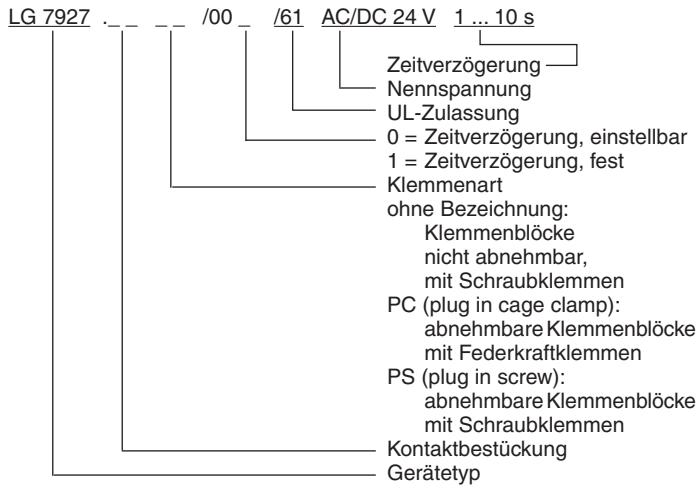 LG 7927 ._ _ _ _ /00 _ /61 AC/DC 24 V 1 ... 10 s
Zeitverzögerung
Nennspannung
UL-Zulassung
0 = Zeitverzögerung, einstellbar
1 = Zeitverzögerung, fest
Klemmenart
ohne Bezeichnung:
Klemmenblöcke
nicht abnehmbar,
mit Schraubklemmen
PC (plug in cage clamp):
abnehmbare Klemmenblöcke
mit Federkraftklemmen
PS (plug in screw):
abnehmbare Klemmenblöcke
mit Schraubklemmen
Kontaktbestückung
Gerätetyp